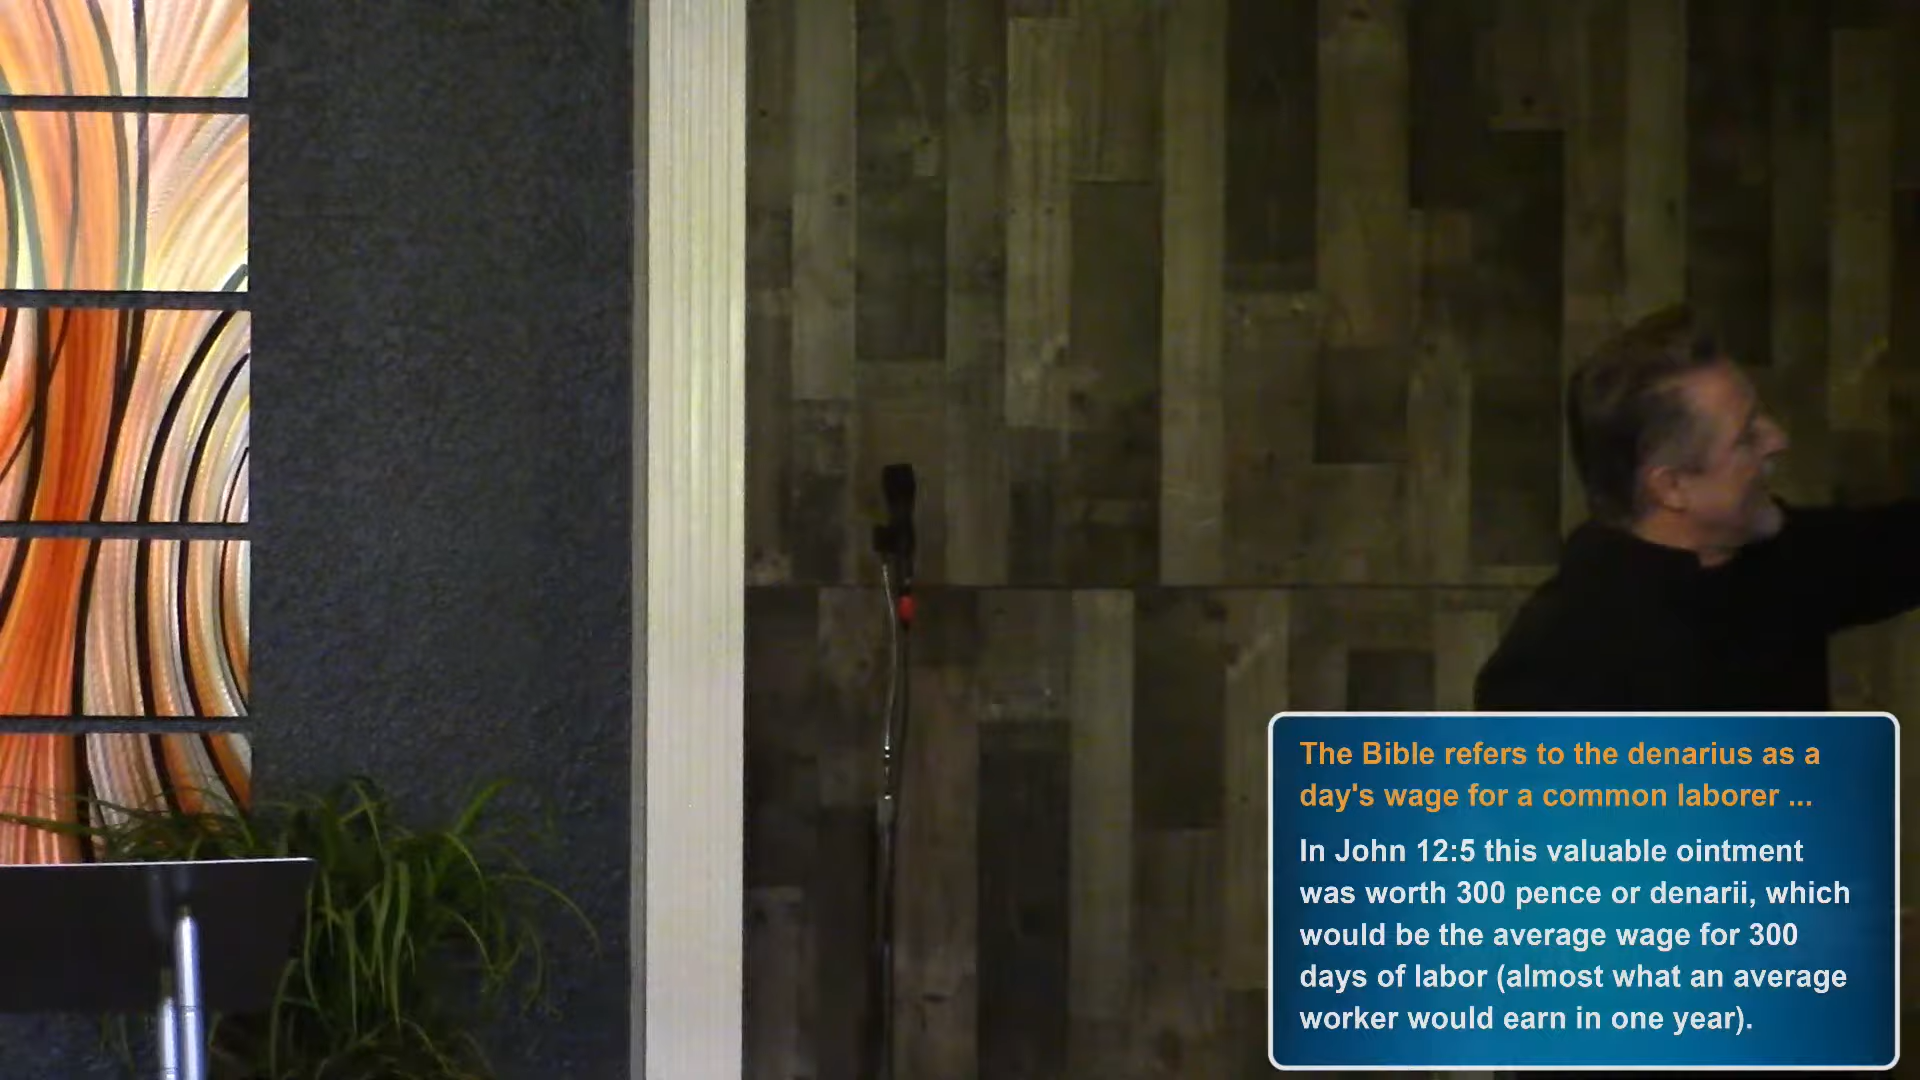 The Bible refers to the denarius as a
day's wage for a common laborer ...
In John 12:5 this valuable ointment
was worth 300 pence or denarii, which
would be the average wage for 300
days of labor (almost what an average
worker would earn in one year).